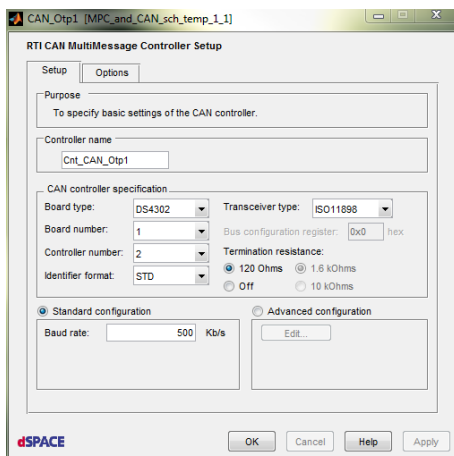 CAN_Otp1 [MPC_and_CAN_sch_temp_1_1]
RTI CAN MultiMessage Controller Setup
Setup Options
Purpose
To specify basic settings of the CAN controller.
Controller name
Cnt_CAN_Otp1
CAN controller specification
Board type: DS4302 Transceiver type: ISO11898
Board number: 1 Bus configuration register: 0x0 hex
Controller number: 2 Termination resistance:
Identifier format: STD 120 Ohms 1.6 kOhms
Off 10 kOhms
Standard configuration Advanced configuration
Baud rate: 500 Kb/s Edit...
dSPACE OK Cancel Help Apply